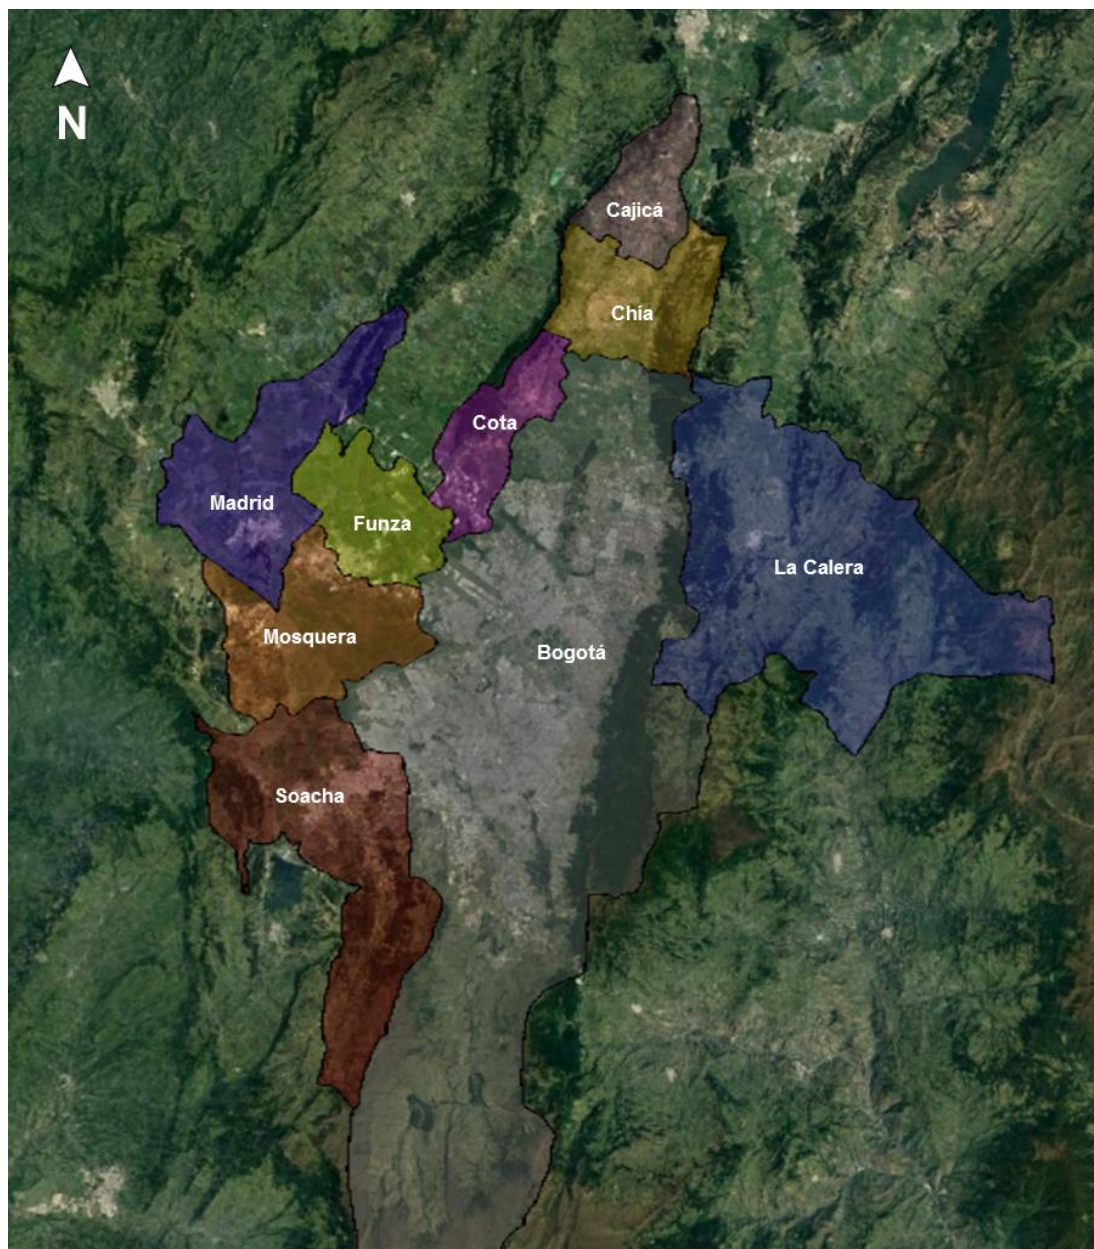 N
Cajicá
Chía
Cota
Madrid
Funza
La Calera
Mosquera
Bogotá
Soacha